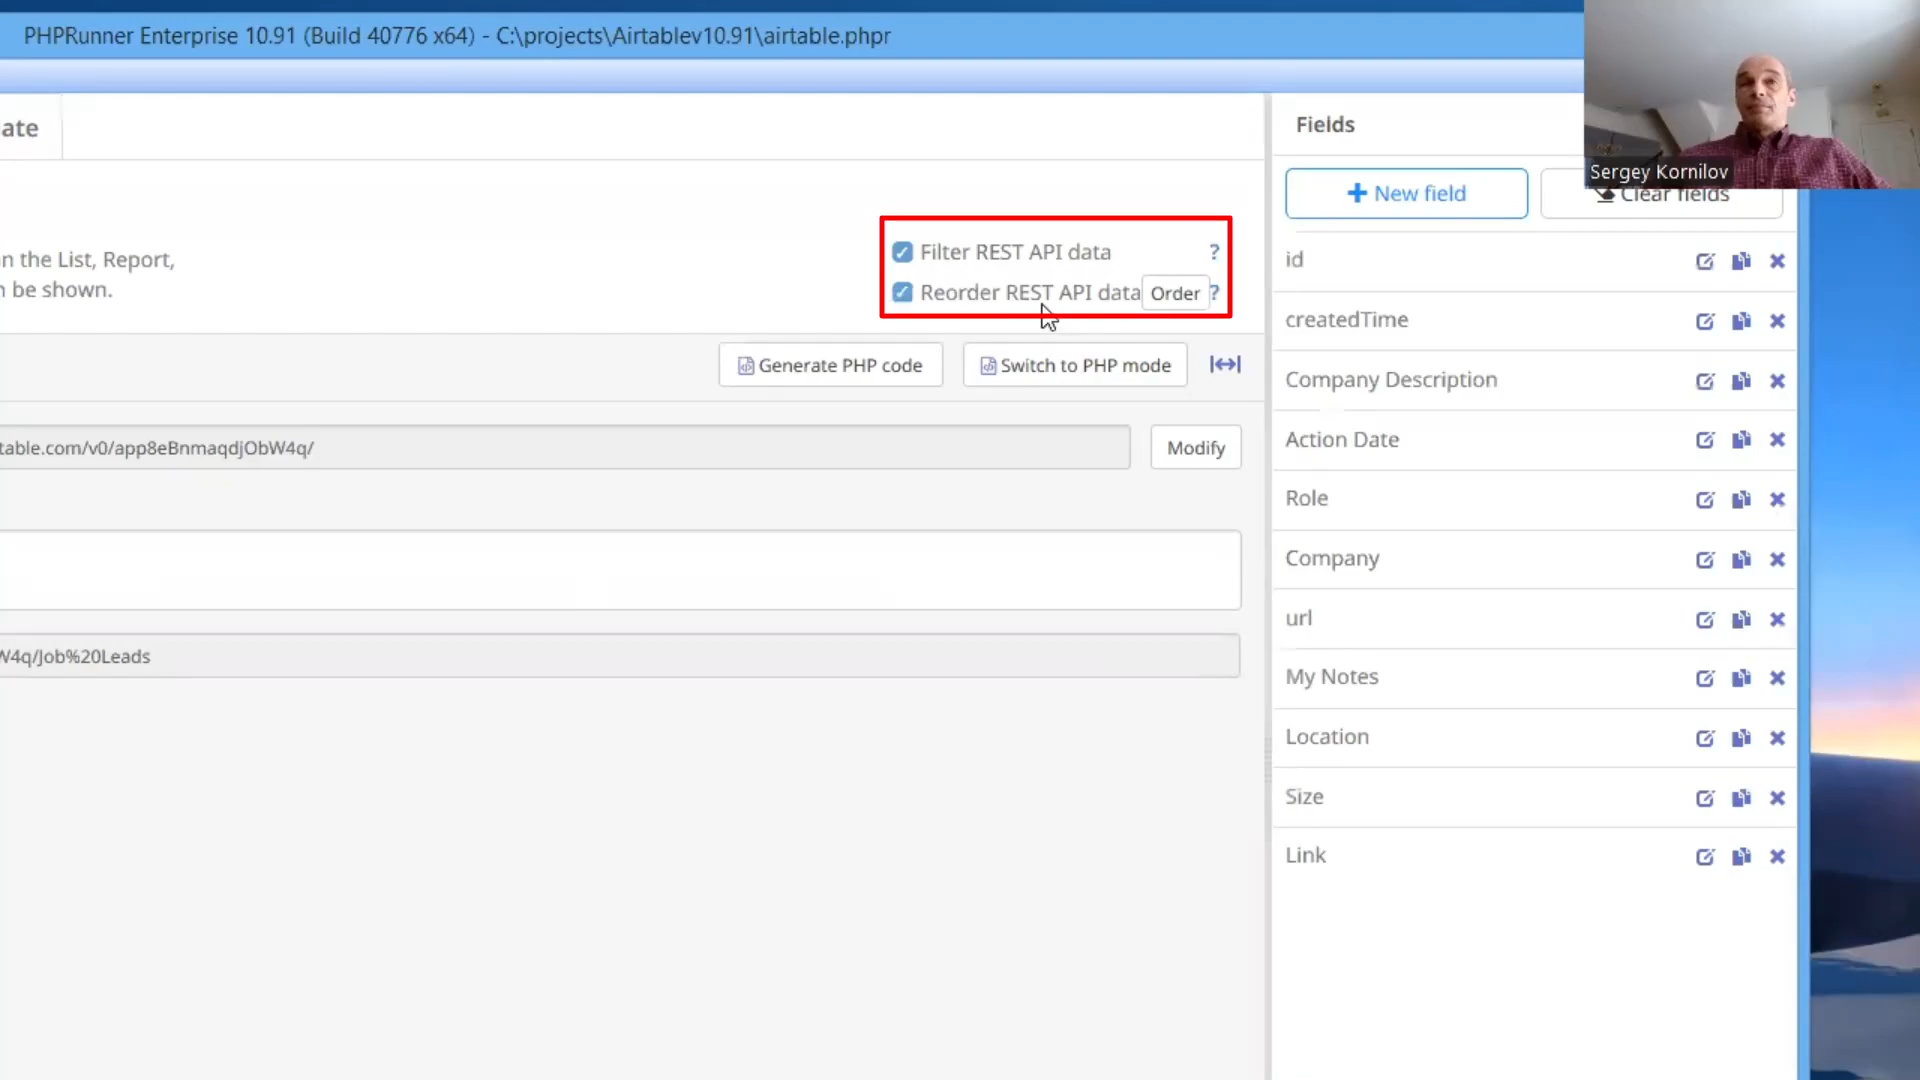 PHPRunner Enterprise 10.91 (Build 40776 x64) - C:\projects\Airtablev10.91\airtable.phpr
ate
n the List, Report,
n be shown.
Filter REST API data ?
Reorder REST API data Order ?
Generate PHP code Switch to PHP mode
table.com/v0/app8eBnmaqdjObW4q/ Modify
W4q/Job%20Leads
Fields
Sergey Kornilov
New field Clear fields
id
createdTime
Company Description
Action Date
Role
Company
url
My Notes
Location
Size
Link